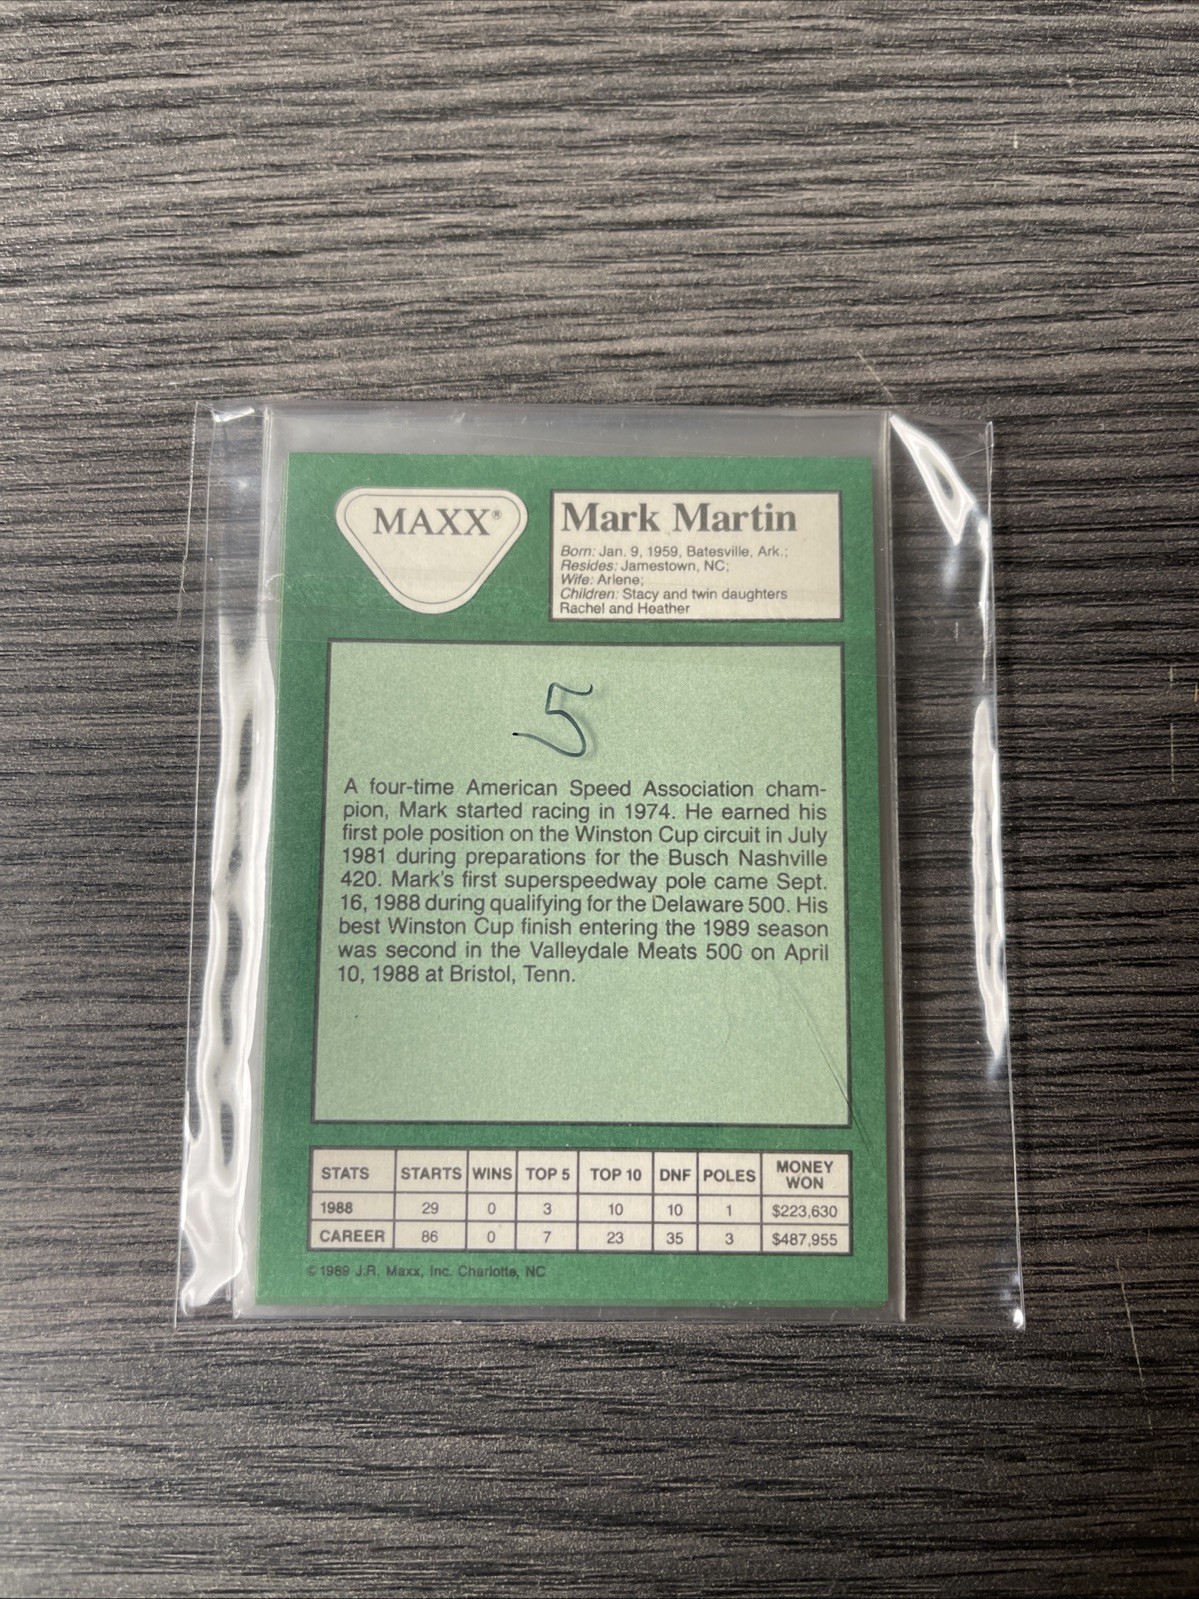 MAXX®
Mark Martin
Born: Jan. 9, 1959, Batesville, Ark.;
Resides: Jamestown, NC;
Wife: Arlene;
Children: Stacy and twin daughters
Rachel and Heather
5
A four-time American Speed Association cham-
pion, Mark started racing in 1974. He earned his
first pole position on the Winston Cup circuit in July
1981 during preparations for the Busch Nashville
420. Mark's first superspeedway pole came Sept.
16, 1988 during qualifying for the Delaware 500. His
best Winston Cup finish entering the 1989 season
was second in the Valleydale Meats 500 on April
10, 1988 at Bristol, Tenn.
STATS STARTS WINS TOP 5 TOP 10 DNF POLES MONEY WON
1988 29 0 3 10 10 1 $223,630
CAREER 86 0 7 23 35 3 $487,955
© 1989 J.R. Maxx, Inc. Charlotte, NC